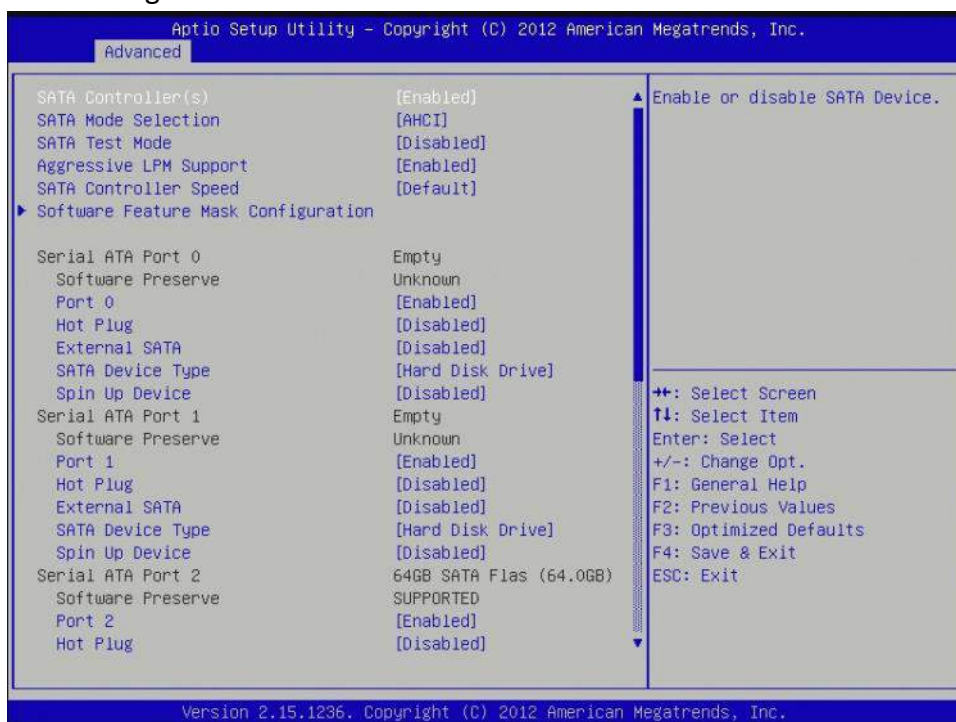 Aptio Setup Utility – Copyright (C) 2012 American Megatrends, Inc.
Advanced
SATA Controller(s) [Enabled]
SATA Mode Selection [AHCI]
SATA Test Mode [Disabled]
Aggressive LPM Support [Enabled]
SATA Controller Speed [Default]
Software Feature Mask Configuration
Serial ATA Port 0 Empty
Software Preserve Unknown
Port 0 [Enabled]
Hot Plug [Disabled]
External SATA [Disabled]
SATA Device Type [Hard Disk Drive]
Spin Up Device [Disabled]
Serial ATA Port 1 Empty
Software Preserve Unknown
Port 1 [Enabled]
Hot Plug [Disabled]
External SATA [Disabled]
SATA Device Type [Hard Disk Drive]
Spin Up Device [Disabled]
Serial ATA Port 2 64GB SATA Flas (64.0GB)
Software Preserve SUPPORTED
Port 2 [Enabled]
Hot Plug [Disabled]
Enable or disable SATA Device.
→←: Select Screen
↑↓: Select Item
Enter: Select
+/-: Change Opt.
F1: General Help
F2: Previous Values
F3: Optimized Defaults
F4: Save & Exit
ESC: Exit
Version 2.15.1236. Copyright (C) 2012 American Megatrends, Inc.